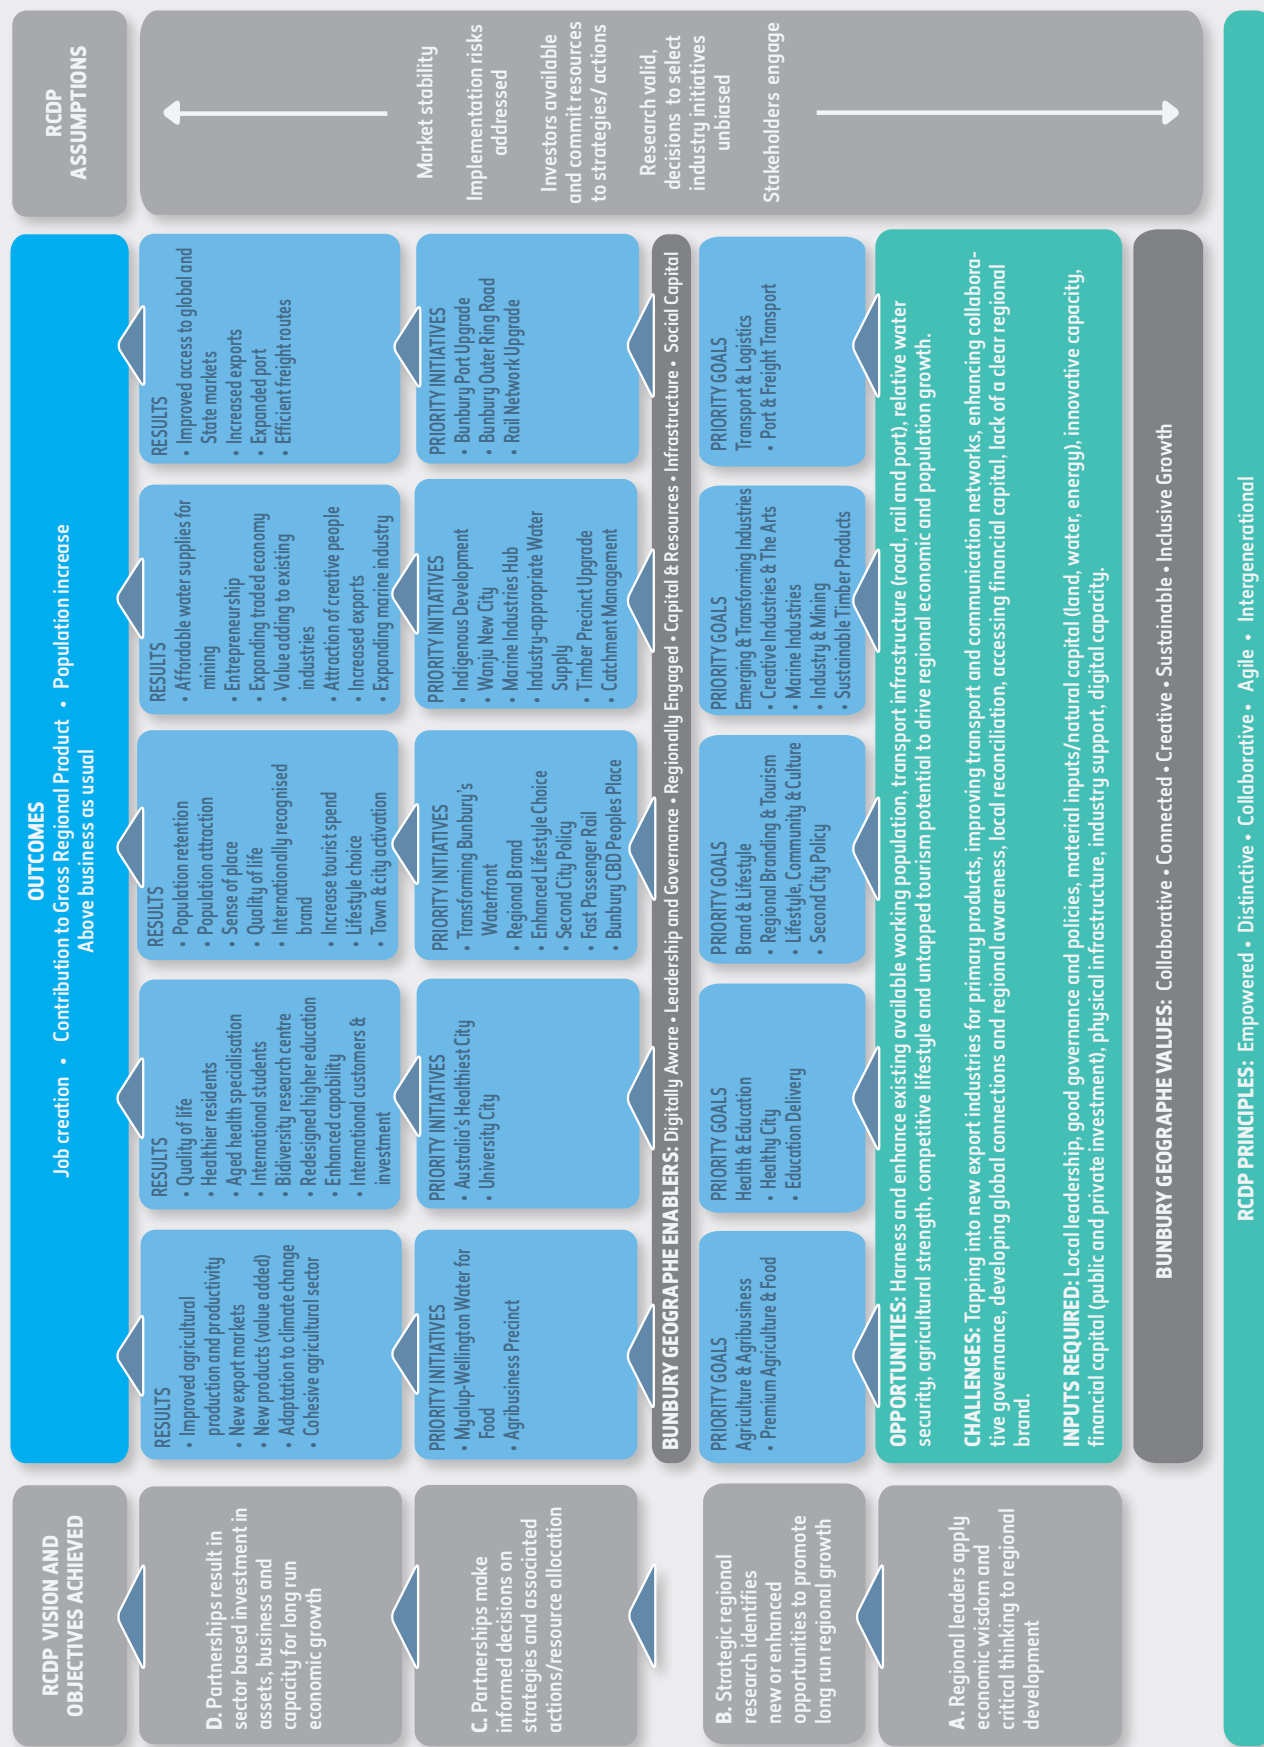 RCDP VISION AND
OBJECTIVES ACHIEVED
OUTCOMES
Job creation • Contribution to Gross Regional Product • Population increase
Above business as usual
RCDP
ASSUMPTIONS
D. Partnerships result in
sector based investment in
assets, business and
capacity for long run
economic growth
RESULTS
• Improved agricultural
production and productivity
• New export markets
• New products (value added)
• Adaptation to climate change
• Cohesive agricultural sector
RESULTS
• Quality of life
• Healthier residents
• Aged health specialisation
• International students
• Bidiversity research centre
• Redesigned higher education
• Enhanced capability
• International customers &
investment
RESULTS
• Population retention
• Population attraction
• Sense of place
• Quality of life
• Internationally recognised
brand
• Increase tourist spend
• Lifestyle choice
• Town & city activation
RESULTS
• Affordable water supplies for
mining
• Entrepreneurship
• Expanding traded economy
• Value adding to existing
industries
• Attraction of creative people
• Increased exports
• Expanding marine industry
RESULTS
• Improved access to global and
State markets
• Increased exports
• Expanded port
• Efficient freight routes
C. Partnerships make
informed decisions on
strategies and associated
actions/resource allocation
PRIORITY INITIATIVES
• Myalup-Wellington Water for
Food
• Agribusiness Precinct
PRIORITY INITIATIVES
• Australia's Healthiest City
• University City
PRIORITY INITIATIVES
• Transforming Bunbury's
Waterfront
• Regional Brand
• Enhanced Lifestyle Choice
• Second City Policy
• Fast Passenger Rail
• Bunbury CBD Peoples Place
PRIORITY INITIATIVES
• Indigenous Development
• Wanju New City
• Marine Industries Hub
• Industry-appropriate Water
Supply
• Timber Precinct Upgrade
• Catchment Management
PRIORITY INITIATIVES
• Bunbury Port Upgrade
• Bunbury Outer Ring Road
• Rail Network Upgrade
Market stability
Implementation risks
addressed
Investors available
and commit resources
to strategies/ actions
Research valid,
decisions to select
industry initiatives
unbiased
Stakeholders engage
BUNBURY GEOGRAPHE ENABLERS: Digitally Aware • Leadership and Governance • Regionally Engaged • Capital & Resources • Infrastructure • Social Capital
B. Strategic regional
research identifies
new or enhanced
opportunities to promote
long run regional growth
PRIORITY GOALS
Agriculture & Agribusiness
• Premium Agriculture & Food
PRIORITY GOALS
Health & Education
• Healthy City
• Education Delivery
PRIORITY GOALS
Brand & Lifestyle
• Regional Branding & Tourism
• Lifestyle, Community & Culture
• Second City Policy
PRIORITY GOALS
Emerging & Transforming Industries
• Creative Industries & The Arts
• Marine Industries
• Industry & Mining
• Sustainable Timber Products
PRIORITY GOALS
Transport & Logistics
• Port & Freight Transport
A. Regional leaders apply
economic wisdom and
critical thinking to regional
development
OPPORTUNITIES: Harness and enhance existing available working population, transport infrastructure (road, rail and port), relative water
security, agricultural strength, competitive lifestyle and untapped tourism potential to drive regional economic and population growth.
CHALLENGES: Tapping into new export industries for primary products, improving transport and communication networks, enhancing collabora-
tive governance, developing global connections and regional awareness, local reconciliation, accessing financial capital, lack of a clear regional
brand.
INPUTS REQUIRED: Local leadership, good governance and policies, material inputs/natural capital (land, water, energy), innovative capacity,
financial capital (public and private investment), physical infrastructure, industry support, digital capacity.
BUNBURY GEOGRAPHE VALUES: Collaborative • Connected • Creative • Sustainable • Inclusive Growth
RCDP PRINCIPLES: Empowered • Distinctive • Collaborative • Agile • Intergenerational